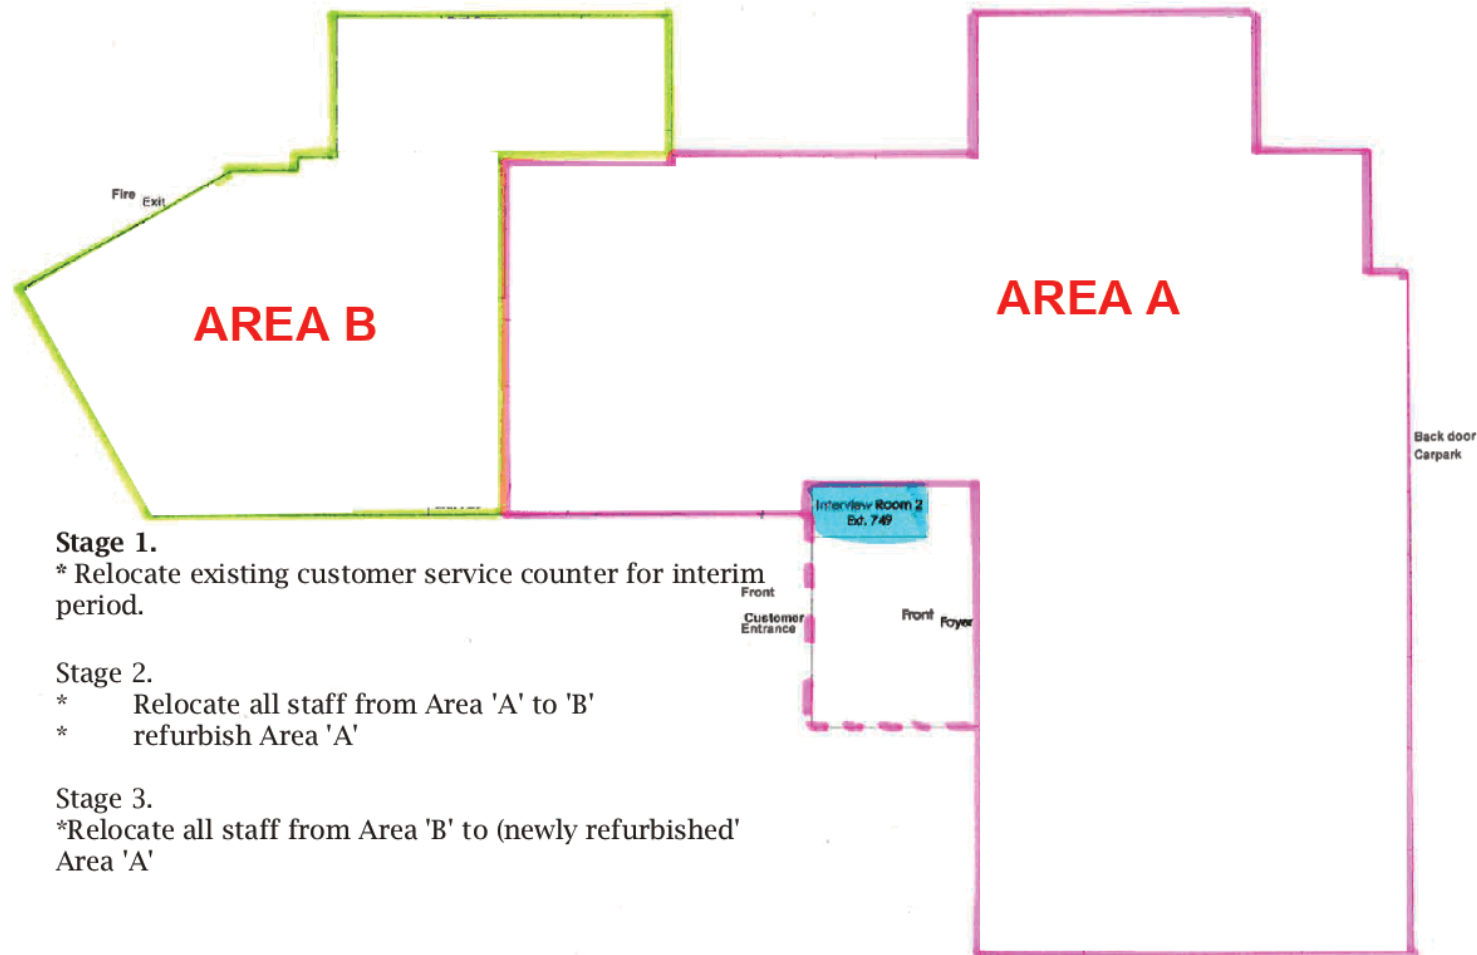 Fire Exit
AREA B
AREA A
Back door
Carpark
Interview Room 2
Ext. 749
Front
Customer
Entrance
Front Foyer
Stage 1.
* Relocate existing customer service counter for interim
period.
Stage 2.
* Relocate all staff from Area 'A' to 'B'
* refurbish Area 'A'
Stage 3.
*Relocate all staff from Area 'B' to (newly refurbished'
Area 'A'